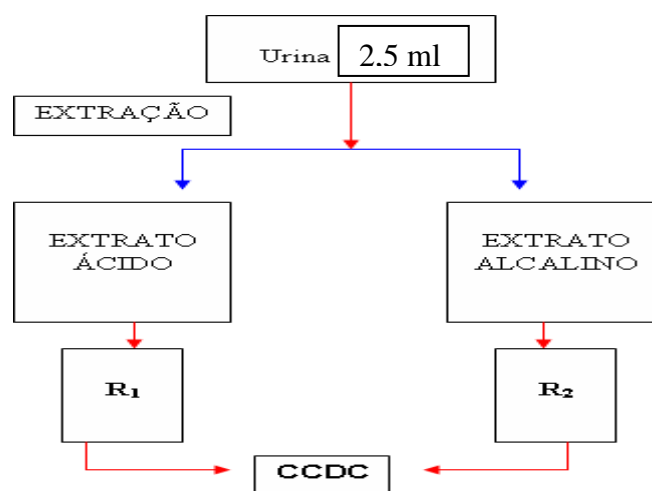 Urina 2.5 ml
EXTRAÇÃO
EXTRATO
ÁCIDO
EXTRATO
ALCALINO
R₁
R₂
CCDC